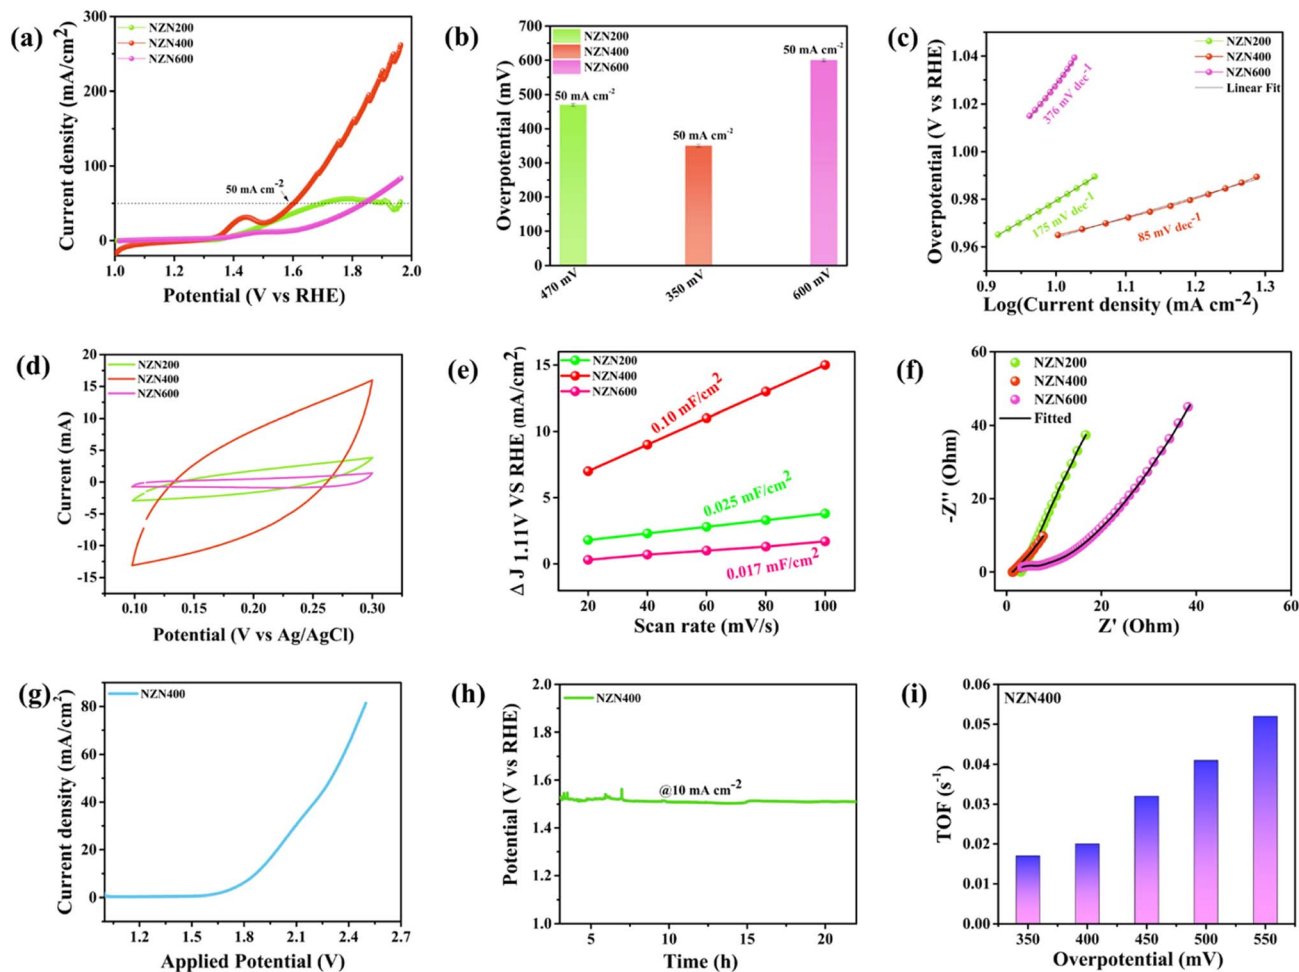 (a)
NZN200
NZN400
NZN600
50 mA cm⁻²
Current density (mA/cm²)
300
250
200
150
100
50
0
1.0
1.2
1.4
1.6
1.8
2.0
Potential (V vs RHE)
(b)
NZN200
NZN400
NZN600
50 mA cm⁻²
50 mA cm⁻²
50 mA cm⁻²
Overpotential (mV)
700
600
500
400
300
200
100
0
470 mV
350 mV
600 mV
(c)
NZN200
NZN400
NZN600
Linear Fit
376 mV dec⁻¹
175 mV dec⁻¹
85 mV dec⁻¹
Overpotential (V vs RHE)
1.04
1.02
1.00
0.98
0.96
0.9
1.0
1.1
1.2
1.3
Log(Current density (mA cm⁻²)
(d)
NZN200
NZN400
NZN600
Current (mA)
20
15
10
5
0
-5
-10
-15
0.10
0.15
0.20
0.25
0.30
Potential (V vs Ag/AgCl)
(e)
NZN200
NZN400
NZN600
0.10 mF/cm²
0.025 mF/cm²
0.017 mF/cm²
Δ J 1.11V VS RHE (mA/cm²)
15
10
5
0
20
40
60
80
100
Scan rate (mV/s)
(f)
NZN200
NZN400
NZN600
Fitted
-Z'' (Ohm)
60
40
20
0
0
20
40
60
Z' (Ohm)
(g)
NZN400
Current density (mA/cm²)
80
60
40
20
0
1.2
1.5
1.8
2.1
2.4
2.7
Applied Potential (V)
(h)
NZN400
@10 mA cm⁻²
Potential (V vs RHE)
2.0
1.8
1.6
1.4
1.2
1.0
5
10
15
20
Time (h)
(i)
NZN400
TOF (s⁻¹)
0.06
0.05
0.04
0.03
0.02
0.01
0.00
350
400
450
500
550
Overpotential (mV)